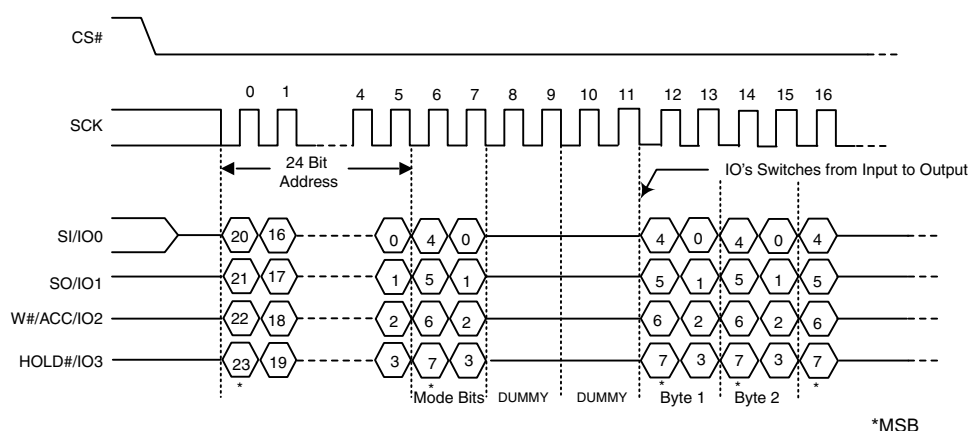 CS#
0 1 4 5 6 7 8 9 10 11 12 13 14 15 16
SCK
24 Bit
Address
IO's Switches from Input to Output
SI/IO0 20 16 0 4 0 4 0 4 0 4
SO/IO1 21 17 1 5 1 5 1 5 1 5
W#/ACC/IO2 22 18 2 6 2 6 2 6 2 6
HOLD#/IO3 23 19 3 7 3 7 3 7 3 7
* * * * *
Mode Bits DUMMY DUMMY Byte 1 Byte 2
*MSB